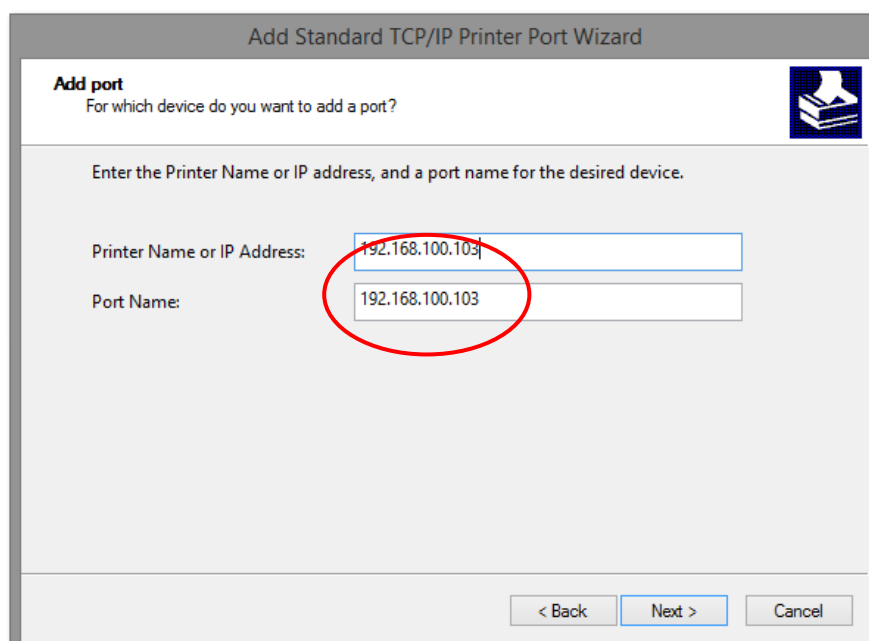 Add Standard TCP/IP Printer Port Wizard
Add port
For which device do you want to add a port?
Enter the Printer Name or IP address, and a port name for the desired device.
Printer Name or IP Address: 192.168.100.103
Port Name: 192.168.100.103
< Back Next > Cancel